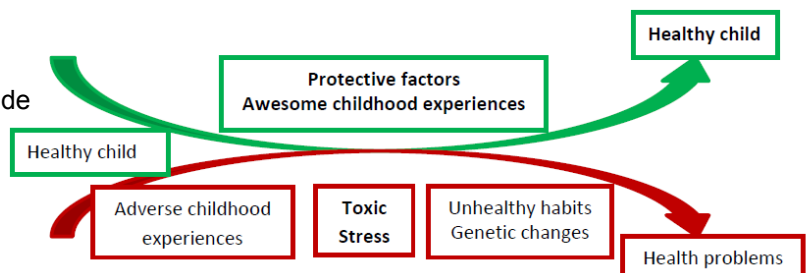 Healthy child
Protective factors
Awesome childhood experiences
de
Healthy child
Adverse childhood
experiences
Toxic
Stress
Unhealthy habits
Genetic changes
Health problems